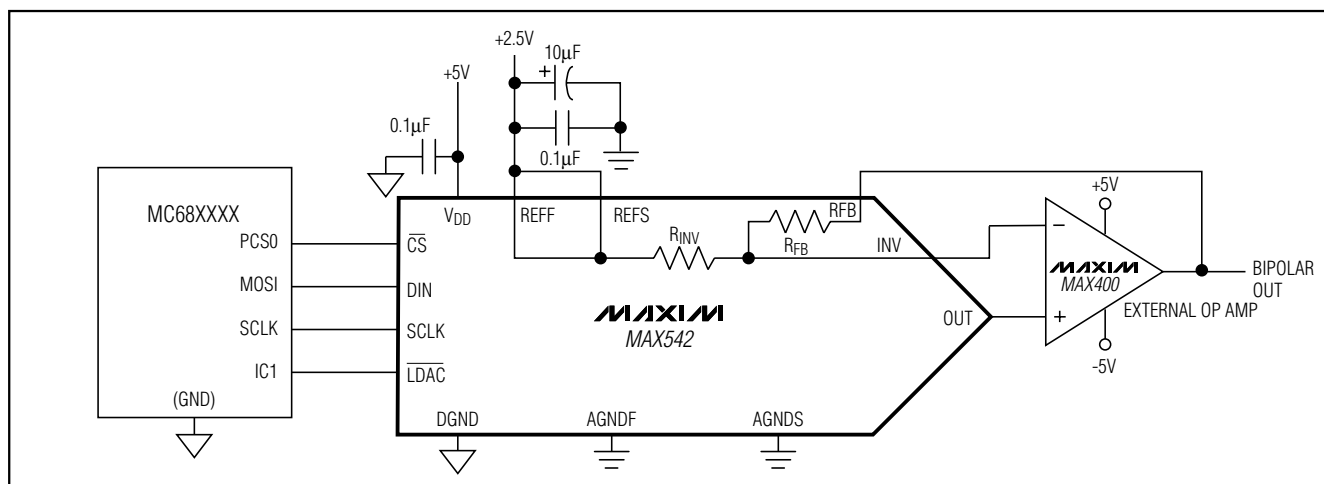 +2.5V
10µF
+
+5V
0.1µF
0.1µF
MC68XXXX
PCS0
MOSI
SCLK
IC1
(GND)
VDD
REFF
REFS
RFB
RINV
RFB
INV
CS
DIN
SCLK
LDAC
MAXIM
MAX542
OUT
DGND
AGNDF
AGNDS
+5V
−
MAXIM
MAX400
+
EXTERNAL OP AMP
-5V
BIPOLAR
OUT